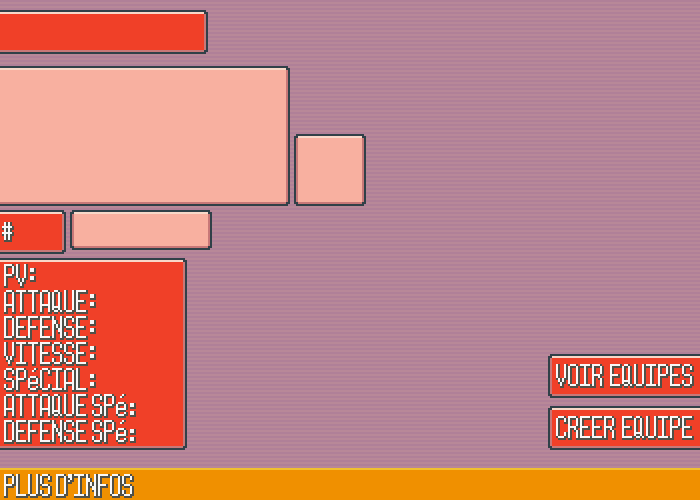 #
PV:
ATTAQUE:
DEFENSE:
VITESSE:
SPéCIAL:
ATTAQUE SPé:
DEFENSE SPé:
VOIR EQUIPES
CREER EQUIPE
PLUS D'INFOS